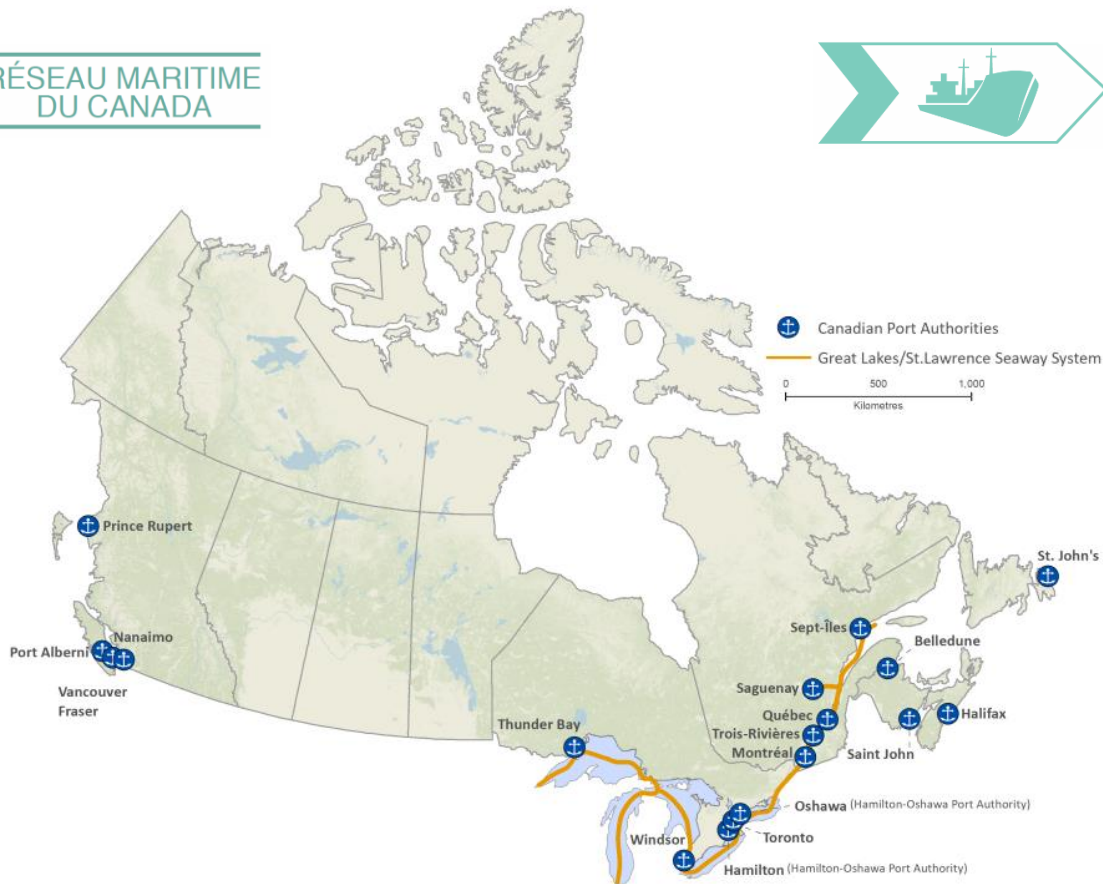 RÉSEAU MARITIME
DU CANADA
Canadian Port Authorities
Great Lakes/St.Lawrence Seaway System
0 500 1,000
Kilometres
Prince Rupert
St. John's
Sept-Îles
Belledune
Nanaimo
Port Alberni
Saguenay
Vancouver
Fraser
Québec
Halifax
Thunder Bay
Trois-Rivières
Montréal
Saint John
Oshawa (Hamilton-Oshawa Port Authority)
Windsor
Toronto
Hamilton (Hamilton-Oshawa Port Authority)